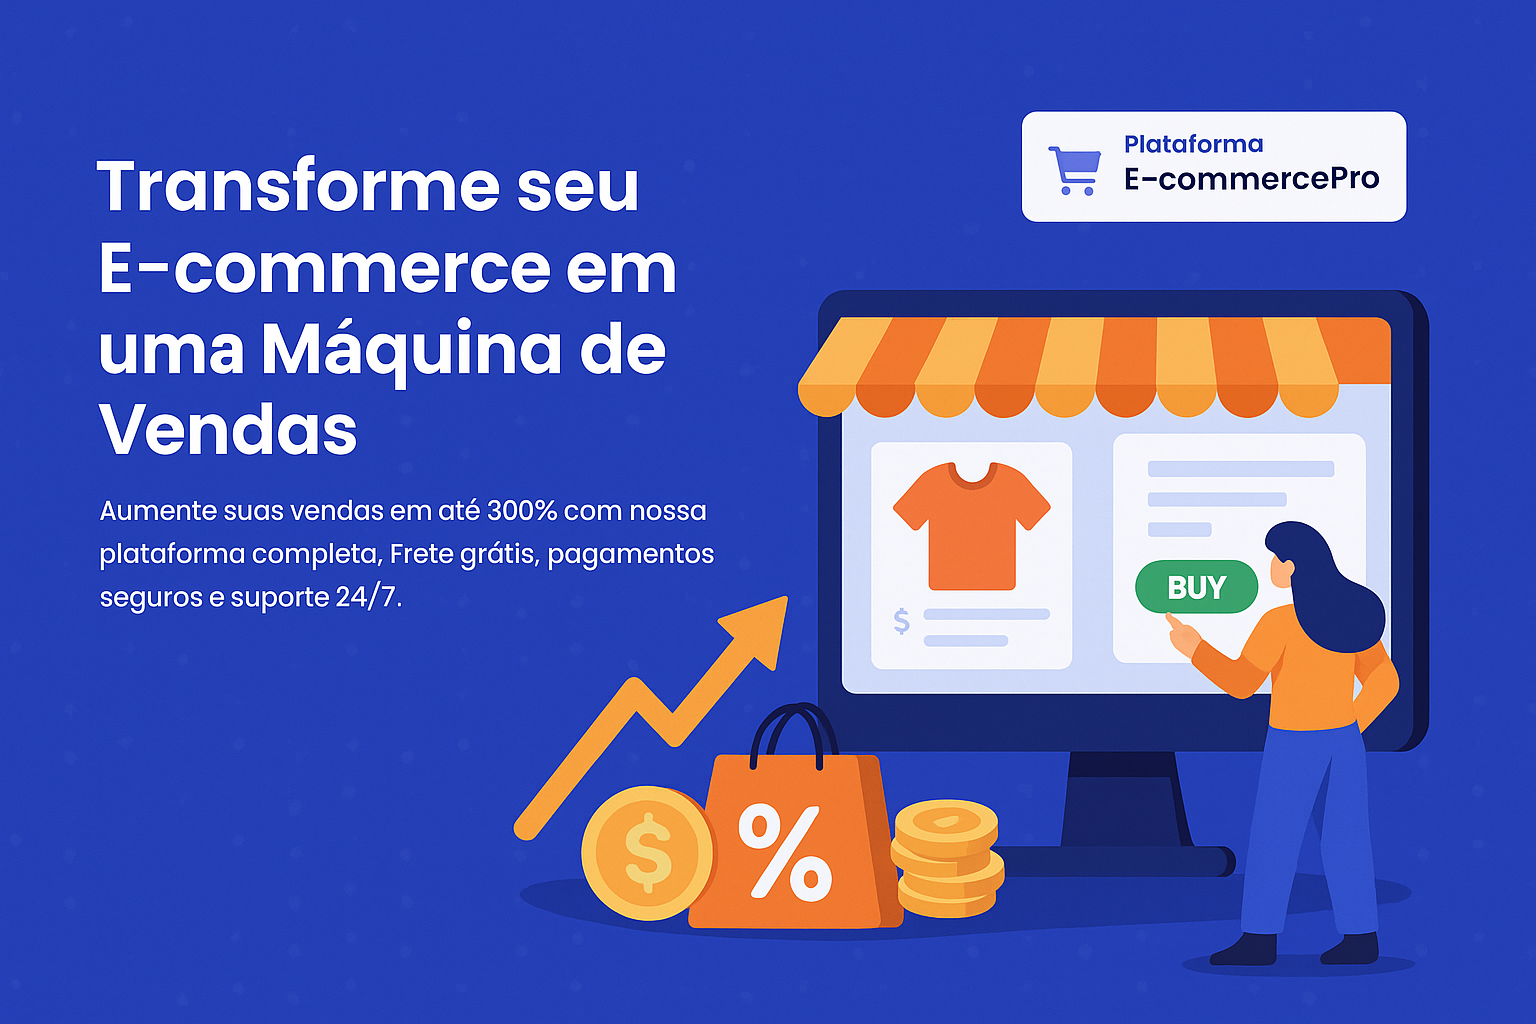 Transforme seu
E-commerce em
uma Máquina de
Vendas
Aumente suas vendas em até 300% com nossa
plataforma completa, Frete grátis, pagamentos
seguros e suporte 24/7.
Plataforma
E-commercePro
$
BUY
$
%